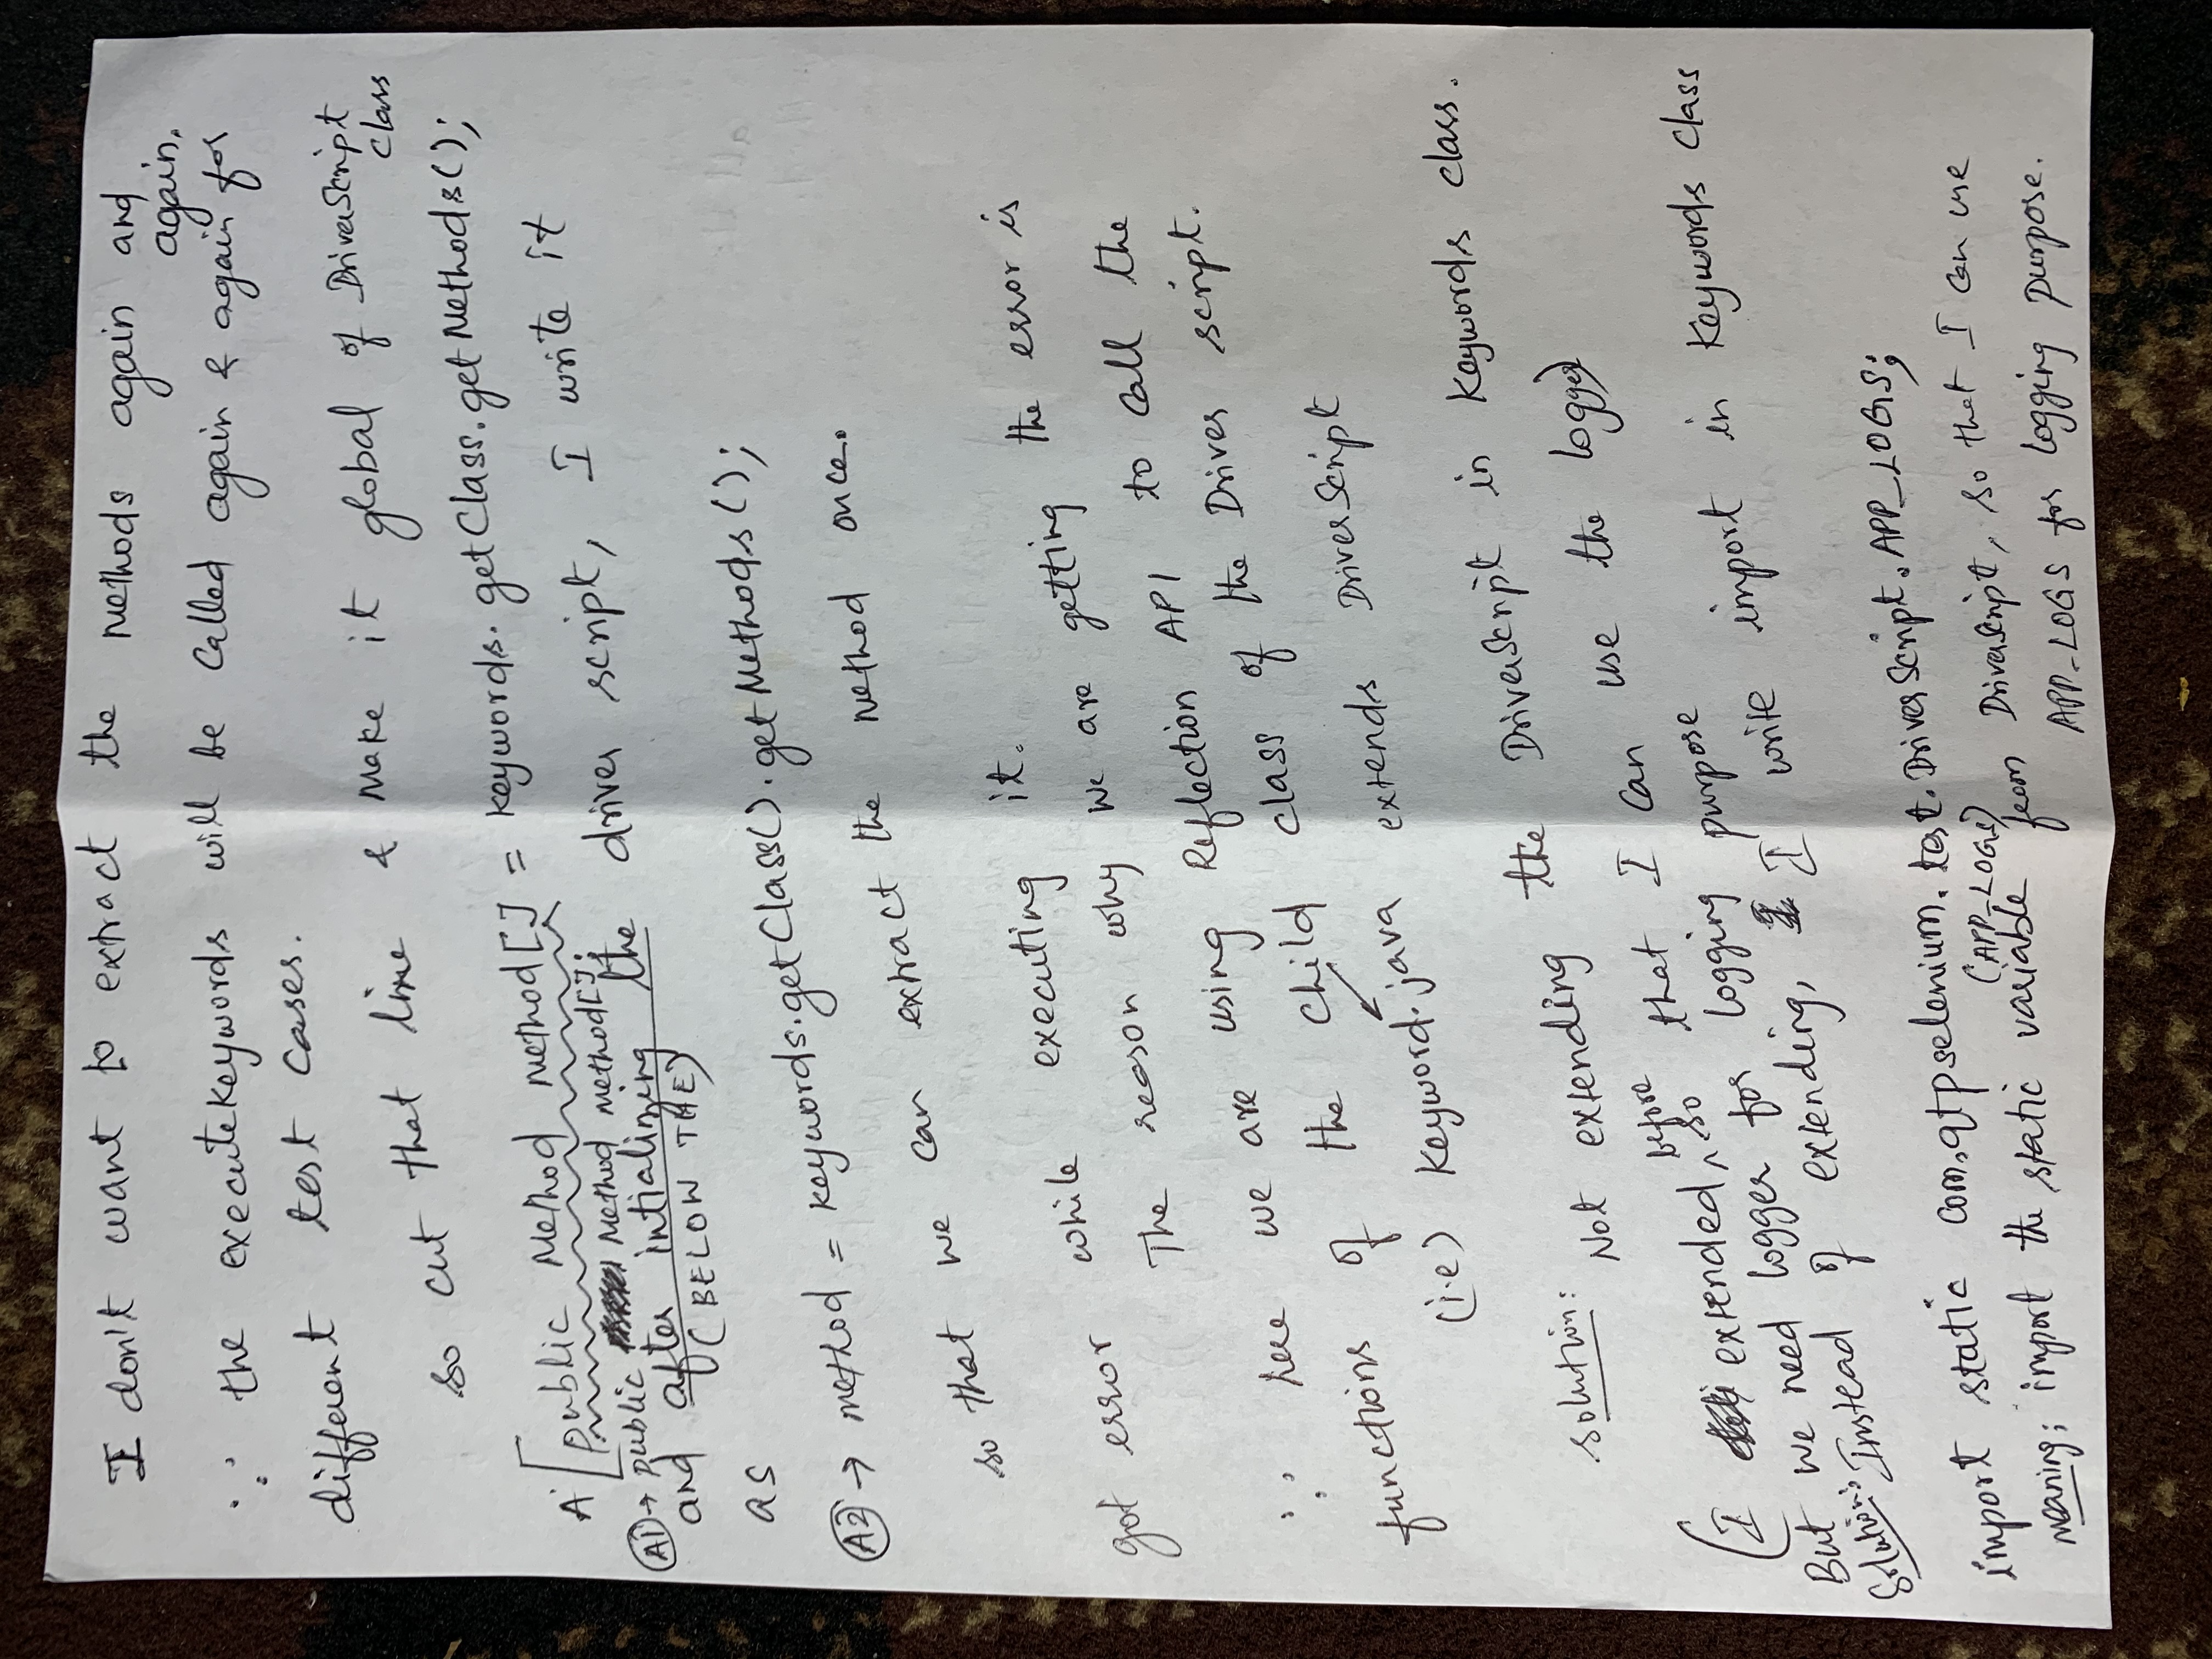 I don't want to extract the methods again and
again.
∵ the executekeywords will be called again & again for
different test cases.
so cut that line & make it global of DriverScript
class
A [public Method method[] = keywords.getClass.getMethods();
A1 → public Method method[];
and after intializing the driver script, I write it
(BELOW THE)
as
A2 → method = keywords.getClass().getMethods();
so that we can extract the method once.
got error while executing it.
The reason why we are getting the error is
∵ here we are using Reflection API to call the
functions of the child class of the Driver script.
(i.e) Keyword.java extends DriverScript
solution: Not extending the DriverScript in Keywords class.
(I extended, before so that I can use the logger)
But we need logger for logging purpose
Solution: Instead of extending, I write import in Keywords class
import static com.qtpselenium.test.DriverScript.APP_LOGS;
(APP_LOGS)
meaning; import the static variable from DriverScript, so that I can use
APP_LOGS for logging purpose.